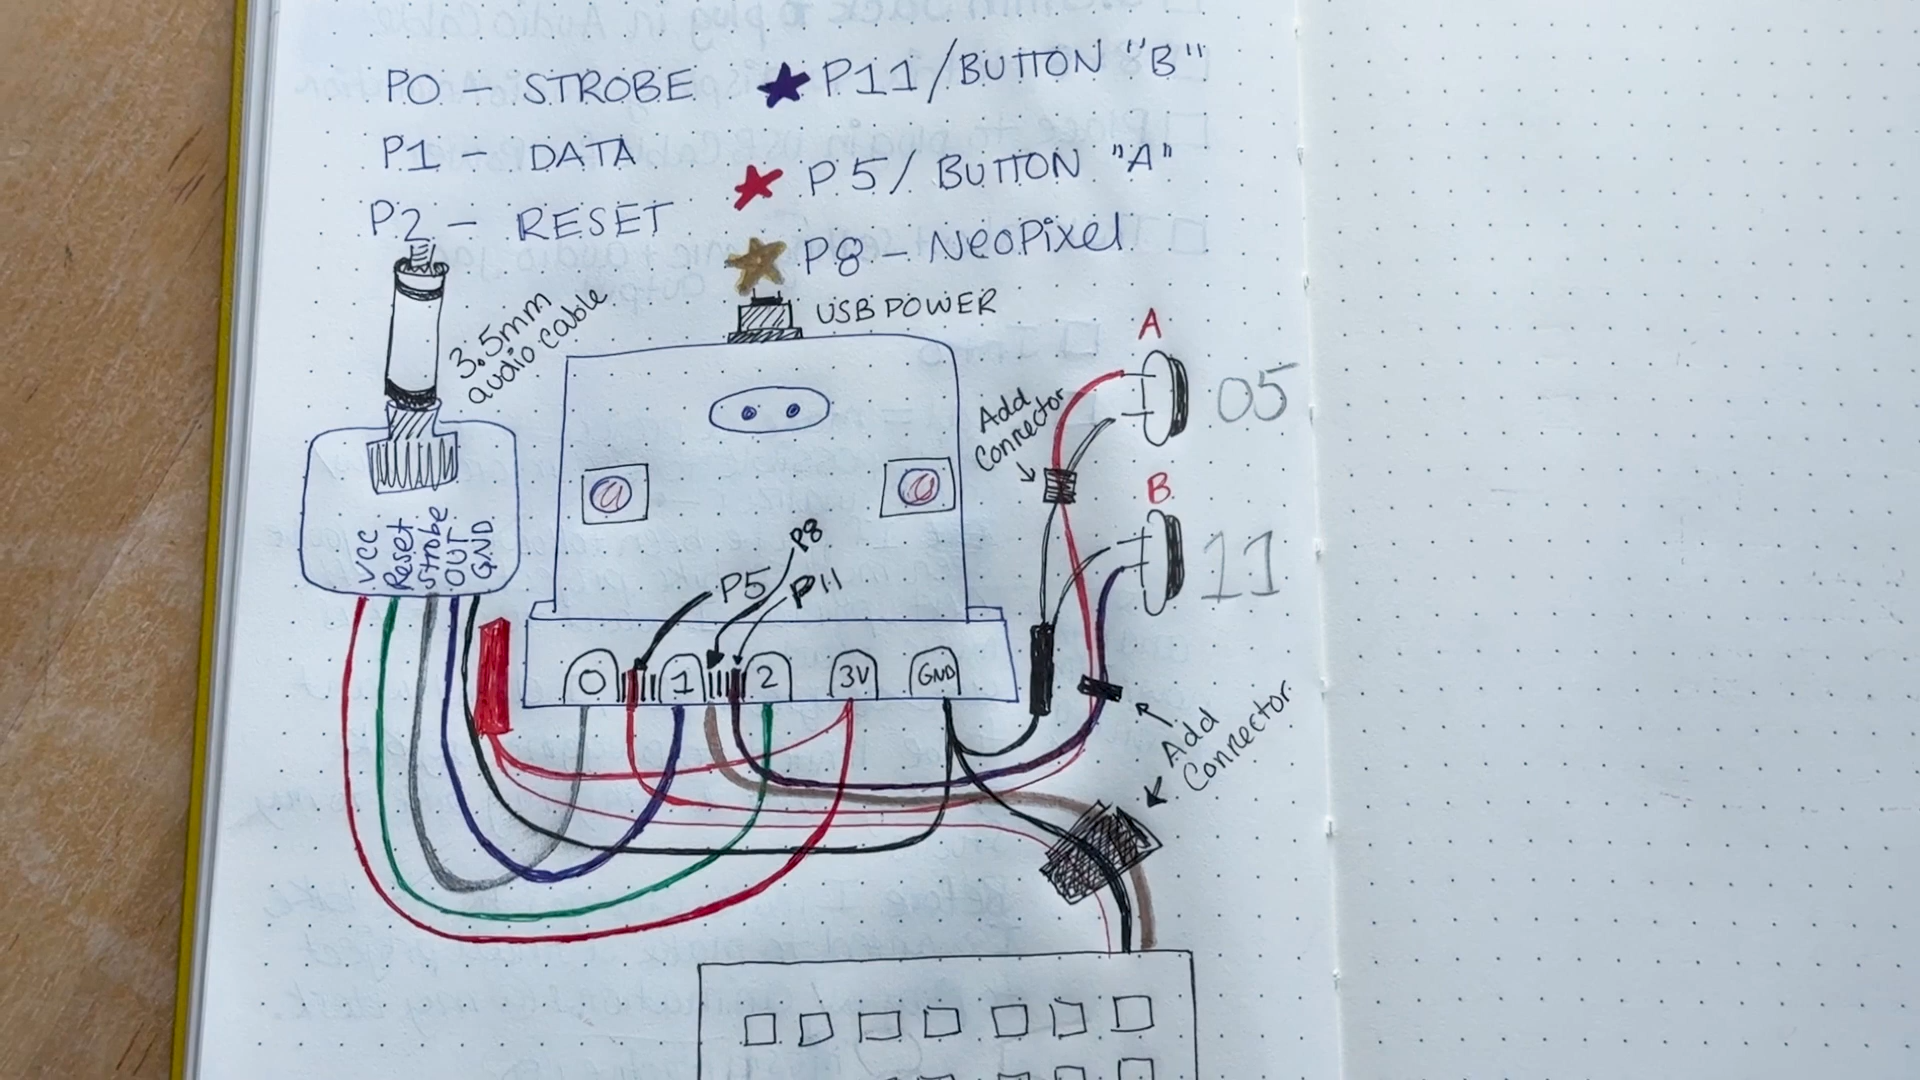 P0 - STROBE
★ P11/BUTTON "B"
P1 - DATA
★ P5/ BUTTON "A"
P2 - RESET
★ P8 - NeoPixel
USB POWER
3.5mm
audio cable
A
05
Add
Connector
B
11
VCC
Reset
strobe
OUT
GND
P8
P5
P11
0
1
2
3V
GND
Add
Connector